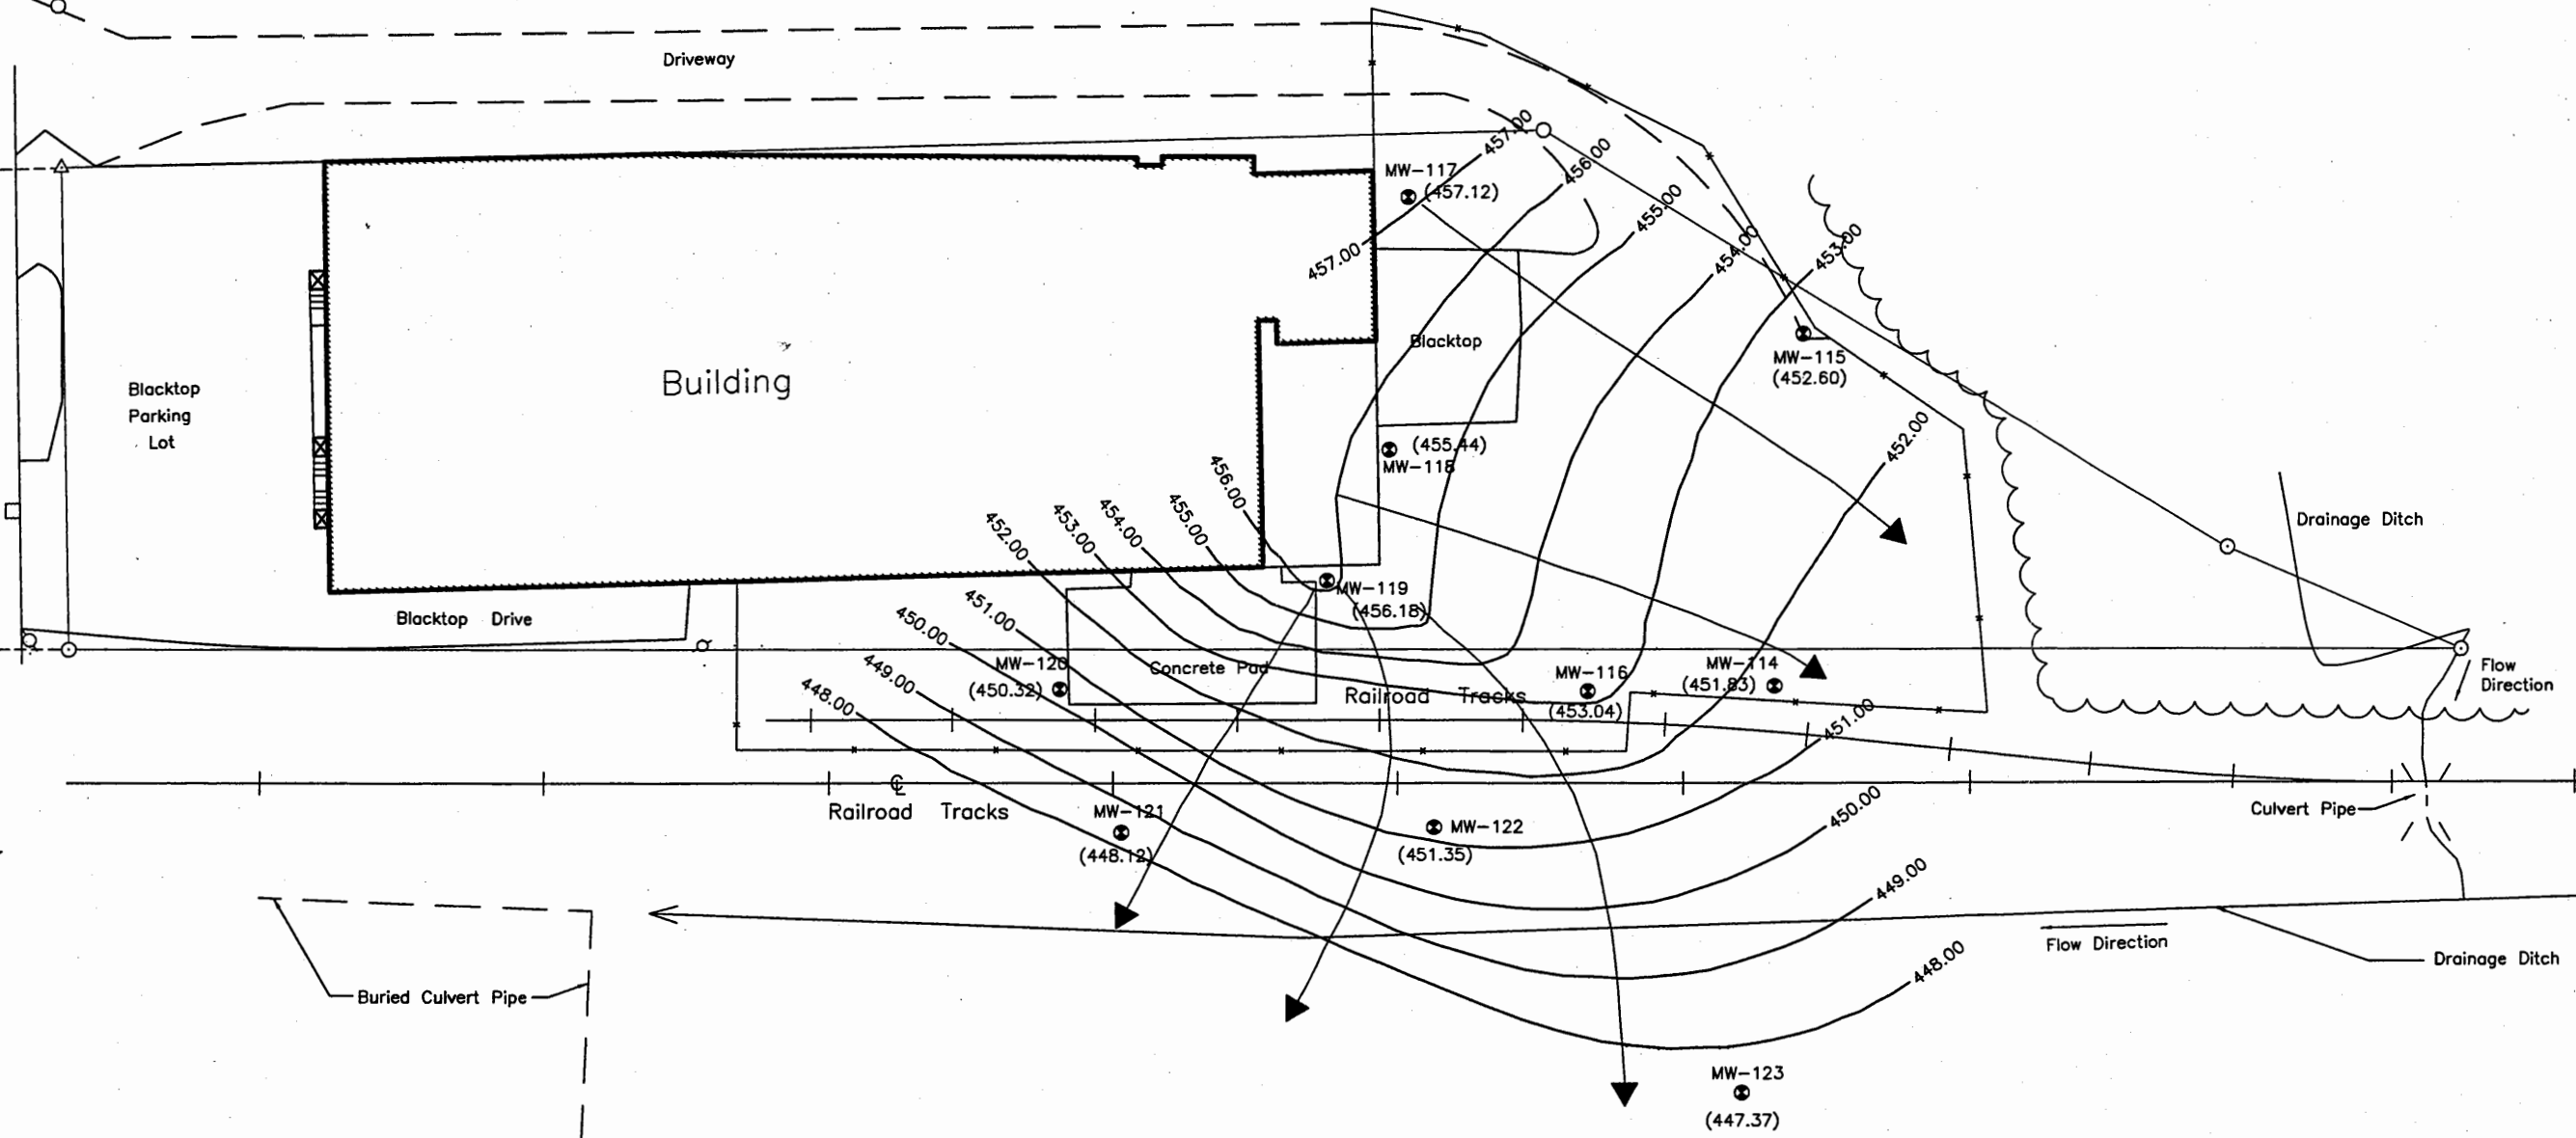 Driveway
457.00
456.00
MW-117
(457.12)
455.00
454.00
453.00
457.00
Blacktop
MW-115
(452.60)
Building
Blacktop
Parking
Lot
452.00
(455.44)
MW-118
456.00
455.00
454.00
453.00
452.00
Drainage Ditch
MW-119
(456.18)
451.00
450.00
Blacktop Drive
MW-120
(450.32)
Concrete Pad
449.00
448.00
MW-116
(453.04)
MW-114
(451.83)
Railroad Tracks
Flow
Direction
451.00
Railroad Tracks
MW-121
(448.12)
MW-122
(451.35)
450.00
Culvert Pipe
449.00
Flow Direction
Drainage Ditch
448.00
Buried Culvert Pipe
MW-123
(447.37)